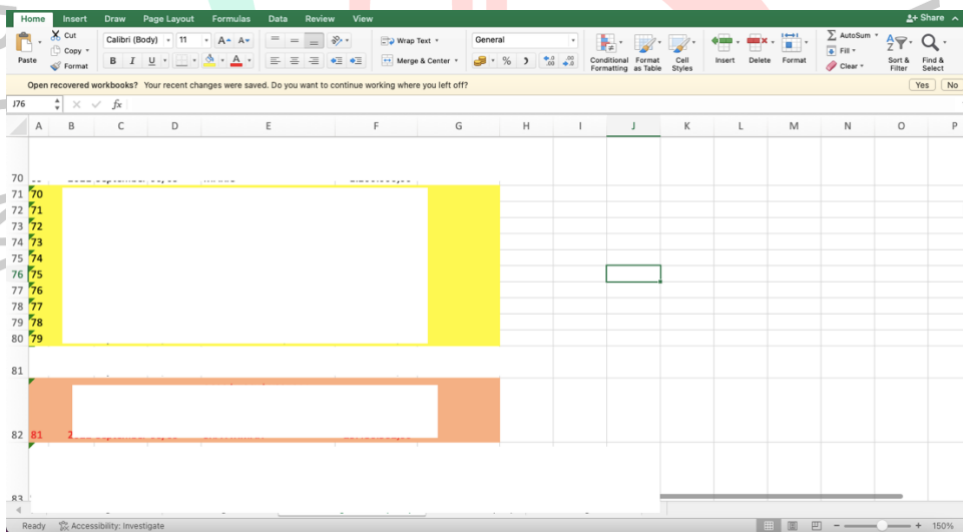 Home Insert Draw Page Layout Formulas Data Review View Share
Cut Calibri (Body) 11 A A Wrap Text General AutoSum
Copy Fill
Paste Format B I U A Merge & Center % Conditional Formatting Format as Table Cell Styles Insert Delete Format Clear Sort & Filter Find & Select
Open recovered workbooks? Your recent changes were saved. Do you want to continue working where you left off? Yes No
J76 fx
A B C D E F G H I J K L M N O P
70
71 70
72 71
73 72
74 73
75 74
76 75
77 76
78 77
79 78
80 79
81
82 81
83
Ready Accessibility: Investigate 150%